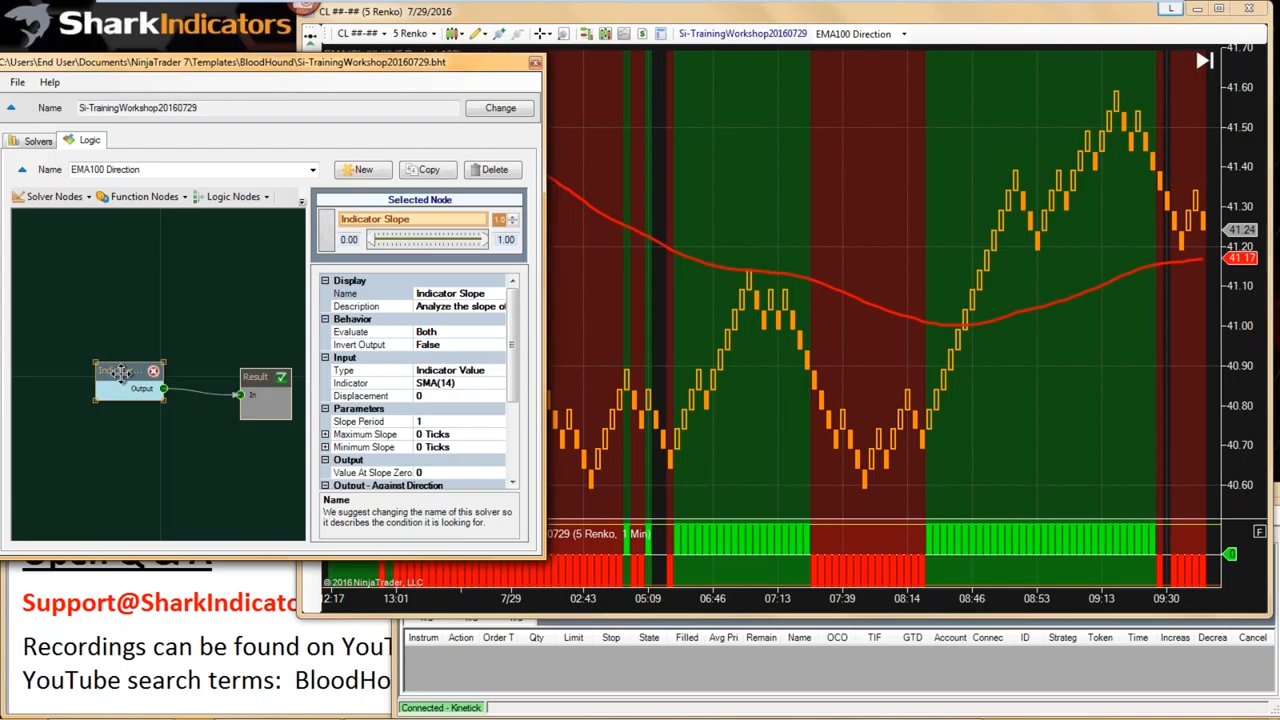 SharkIndicators
CL ##-## (5 Renko) 7/29/2016
L
CL ##-##
5 Renko
$
Si-TrainingWorkshop20160729
EMA100 Direction
C:\Users\End User\Documents\NinjaTrader 7\Templates\BloodHound\Si-TrainingWorkshop20160729.bht
File
Help
Name
Si-TrainingWorkshop20160729
Change
Solvers
Logic
Name
EMA100 Direction
New
Copy
Delete
Solver Nodes
Function Nodes
Logic Nodes
Selected Node
Indicator Slope
1.0
0.00
1.00
Display
Name Indicator Slope
Description Analyze the slope o
Behavior
Evaluate Both
Invert Output False
Input
Type Indicator Value
Indicator SMA(14)
Displacement 0
Parameters
Slope Period 1
Maximum Slope 0 Ticks
Minimum Slope 0 Ticks
Output
Value At Slope Zero 0
Output - Against Direction
Name
We suggest changing the name of this solver so
it describes the condition it is looking for.
Output
Result
In
41.70
41.60
41.50
41.40
41.30
41.24
41.20
41.17
41.10
41.00
40.90
40.80
40.70
40.60
0729 (5 Renko, 1 Min)
F
0
© 2016 NinjaTrader, LLC
12:17
13:01
7/29
02:43
05:09
06:46
07:13
07:39
08:14
08:46
08:53
09:13
09:30
Support@SharkIndicato
Recordings can be found on YouT
YouTube search terms: BloodHo
Instrum
Action
Order T
Qty
Limit
Stop
State
Filled
Avg Pri
Remain
Name
OCO
TIF
GTD
Account
Connec
ID
Strateg
Token
Time
Increas
Decrea
Cancel
Connected - Kinetick